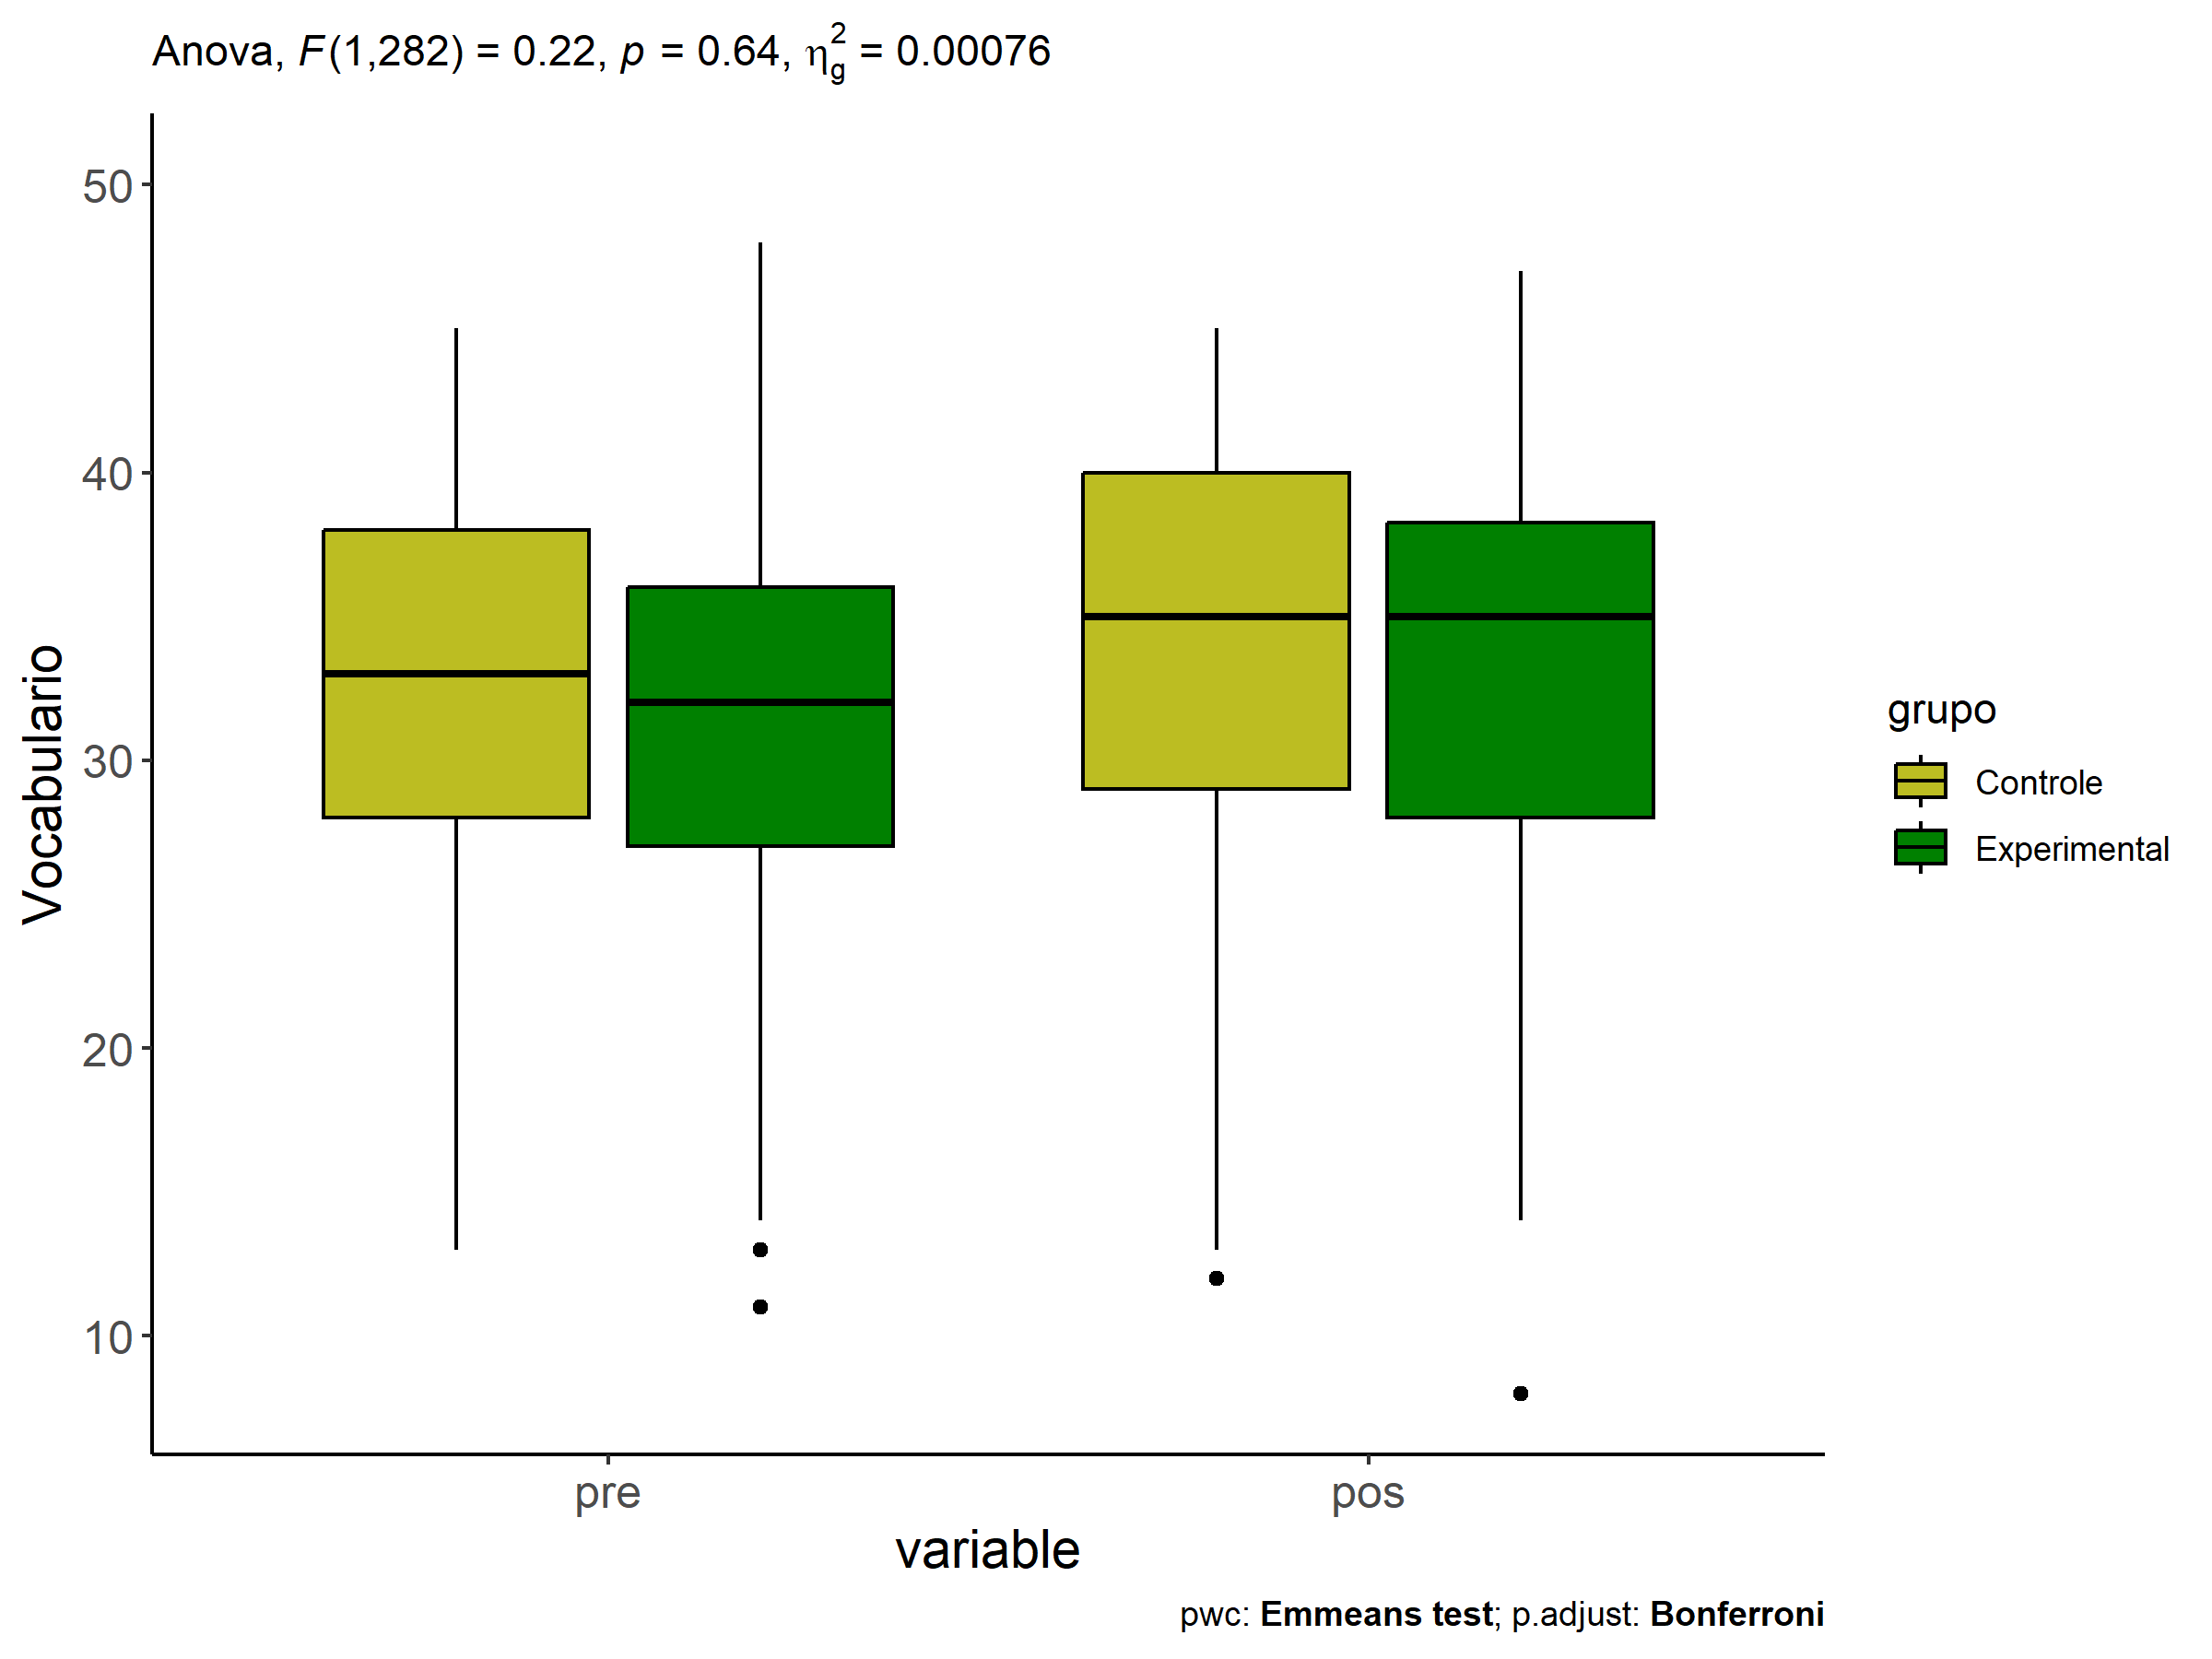 Anova, F(1,282) = 0.22, p = 0.64, η²g = 0.00076
Vocabulario
50
40
30
20
10
pre
pos
variable
grupo
Controle
Experimental
pwc: Emmeans test; p.adjust: Bonferroni